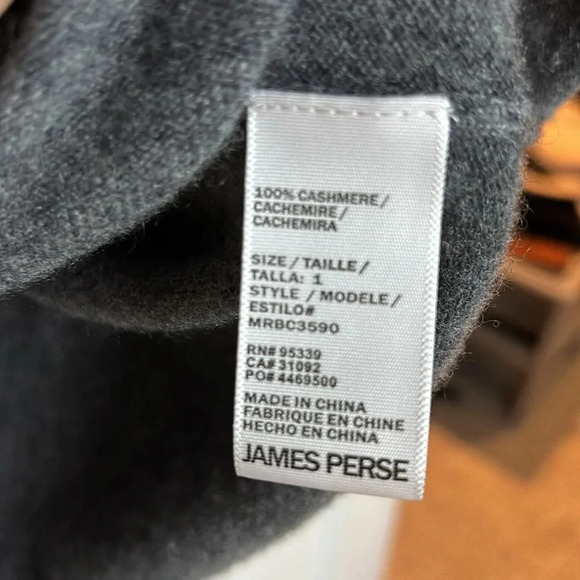 100% CASHMERE/
CACHEMIRE/
CACHEMIRA
SIZE/TAILLE/
TALLA: 1
STYLE / MODELE/
ESTILO#
MRBC3590
RN# 95339
CA# 31092
PO# 4469500
MADE IN CHINA
FABRIQUE EN CHINE
HECHO EN CHINA
JAMES PERSE